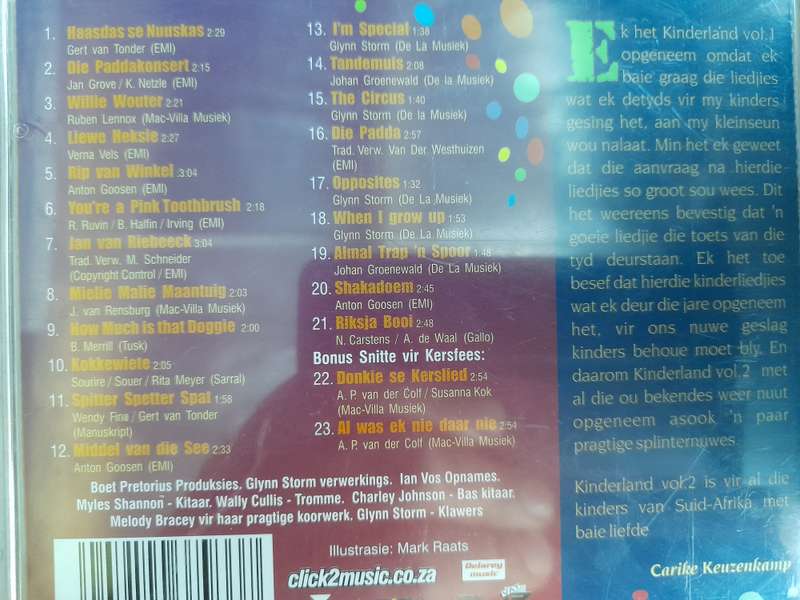 1. Haasdas se Nuuskas 2:29
Gert van Tonder (EMI)
2. Die Paddakonsert 2:15
Jan Grove / K. Netzle (EMI)
3. Willie Wouter 2:21
Ruben Lennox (Mac-Villa Musiek)
4. Liewe Heksie 2:27
Verna Vels (EMI)
5. Rip van Winkel 3:04
Anton Goosen (EMI)
6. You're a Pink Toothbrush 2:18
R. Ruvin / B. Halfin / Irving (EMI)
7. Jan van Riebeeck 3:04
Trad. Verw. M. Schneider
(Copyright Control / EMI)
8. Mielie Malie Maantuig 2:03
J. van Rensburg (Mac-Villa Musiek)
9. How Much is that Doggie 2:00
B. Merrill (Tusk)
10. Kokkewiete 2:05
Sourire / Souer / Rita Meyer (Sarral)
11. Spitter Spetter Spat 1:58
Wendy Fine / Gert van Tonder
(Manuskript)
12. Middel van die See 2:33
Anton Goosen (EMI)
13. I'm Special 1:38
Glynn Storm (De La Musiek)
14. Tandemuis 2:08
Johan Groenewald (De La Musiek)
15. The Circus 1:40
Glynn Storm (De la Musiek)
16. Die Padda 2:57
Trad. Verw. Van Der Westhuizen
(EMI)
17. Opposites 1:32
Glynn Storm (De La Musiek)
18. When I grow up 1:53
Glynn Storm (De La Musiek)
19. Almal Trap 'n Spoor 1:48
Johan Groenewald (De La Musiek)
20. Shakadoem 2:45
Anton Goosen (EMI)
21. Riksja Booi 2:48
N. Carstens / A. de Waal (Gallo)
Bonus Snitte vir Kersfees:
22. Donkie se Kerslied 2:54
A. P. van der Colf / Susanna Kok
(Mac-Villa Musiek)
23. Al was ek nie daar nie 2:54
A. P. van der Colf (Mac-Villa Musiek)
Boet Pretorius Produksies, Glynn Storm verwerkings. Ian Vos Opnames.
Myles Shannon - Kitaar. Wally Cullis - Tromme. Charley Johnson - Bas kitaar.
Melody Bracey vir haar pragtige koorwerk. Glynn Storm - Klawers
Illustrasie: Mark Raats
click2music.co.za
Delarey
music
Ek het Kinderland vol.1
opgeneem omdat ek
baie graag die liedjies
wat ek detyds vir my kinders
gesing het, aan my kleinseun
wou nalaat. Min het ek geweet
dat die aanvraag na hierdie
liedjies so groot sou wees. Dit
het weereens bevestig dat 'n
goeie liedjie die toets van die
tyd deurstaan. Ek het toe
besef dat hierdie kinderliedjies
wat ek deur die jare opgeneem
het, vir ons nuwe geslag
kinders behoue moet bly. En
daarom Kinderland vol.2 met
al die ou bekendes weer nuut
opgeneem asook 'n paar
pragtige splinternuwes.
Kinderland vol.2 is vir al die
kinders van Suid-Afrika met
baie liefde
Carike Keuzenkamp